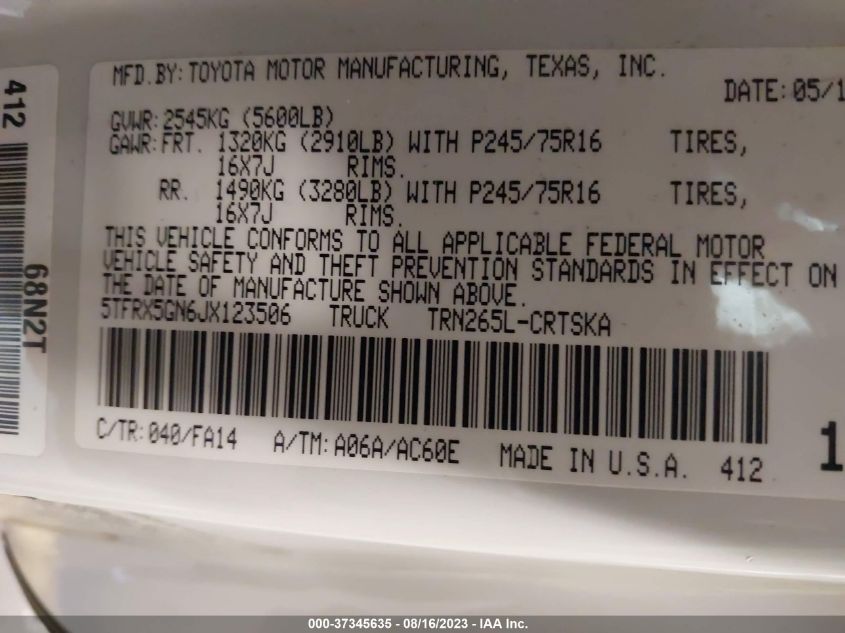 MFD.BY: TOYOTA MOTOR MANUFACTURING, TEXAS, INC.
DATE: 05/1
GVWR: 2545KG (5600LB)
GAWR: FRT. 1320KG (2910LB) WITH P245/75R16 TIRES,
16X7J RIMS.
RR. 1490KG (3280LB) WITH P245/75R16 TIRES,
16X7J RIMS.
THIS VEHICLE CONFORMS TO ALL APPLICABLE FEDERAL MOTOR
VEHICLE SAFETY AND THEFT PREVENTION STANDARDS IN EFFECT ON
THE DATE OF MANUFACTURE SHOWN ABOVE.
5TFRX5GN6JX123506 TRUCK TRN265L-CRTSKA
C/TR: 040/FA14 A/TM: A06A/AC60E MADE IN U.S.A. 412
1
412
68N2T
000-37345635 - 08/16/2023 - © IAA Inc.